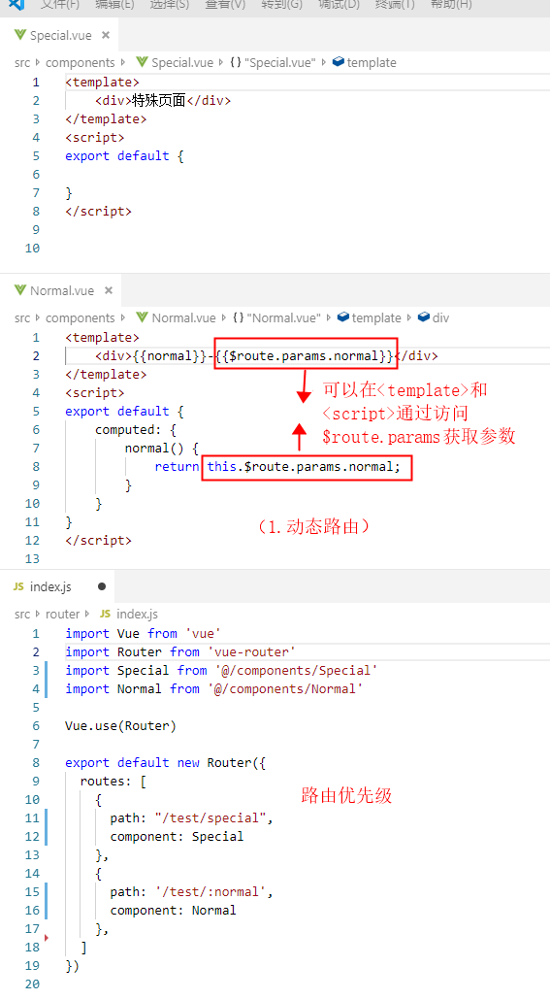 文件(F) 编辑(E) 选择(S) 查看(V) 转到(G) 调试(D) 终端(T) 帮助(H)
Special.vue ×
src components Special.vue {} "Special.vue" template
1 <template>
2 <div>特殊页面</div>
3 </template>
4 <script>
5 export default {
6
7 }
8 </script>
9
10
Normal.vue ×
src components Normal.vue {} "Normal.vue" template div
1 <template>
2 <div>{{normal}}-{{$route.params.normal}}</div>
3 </template>
4 <script>
5 export default {
6 computed: {
7 normal() {
8 return this.$route.params.normal;
9 }
10 }
11 }
12 </script>
13
可以在<template>和
<script>通过访问
$route.params获取参数
（1.动态路由）
JS index.js ●
src router JS index.js
1 import Vue from 'vue'
2 import Router from 'vue-router'
3 import Special from '@/components/Special'
4 import Normal from '@/components/Normal'
5
6 Vue.use(Router)
7
8 export default new Router({
9 routes: [
10 {
11 path: "/test/special",
12 component: Special
13 },
14 {
15 path: '/test/:normal',
16 component: Normal
17 },
18 ]
19 })
20
路由优先级